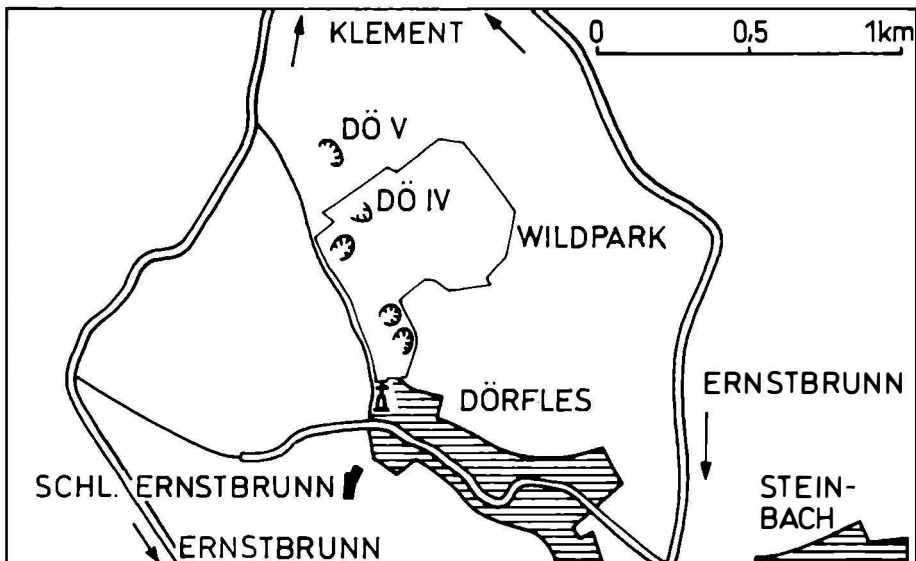 KLEMENT
0 0,5 1km
DÖ V
DÖ IV
WILDPARK
ERNSTBRUNN
DÖRFLES
SCHL. ERNSTBRUNN
STEIN-
BACH
ERNSTBRUNN